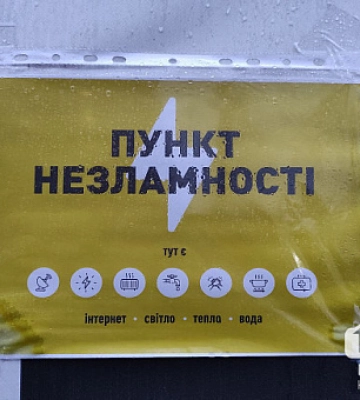 ПУНКТ
НЕЗЛАМНОСТІ
тут є
інтернет • світло • тепло • вода